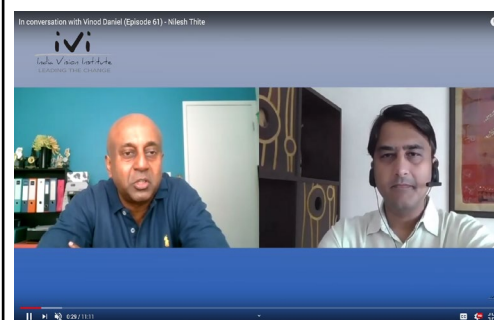 In conversation with Vinod Daniel (Episode 61) - Nilesh Thite
ivi
India Vision Institute
LEADING THE CHANGE
0:29 / 11:11